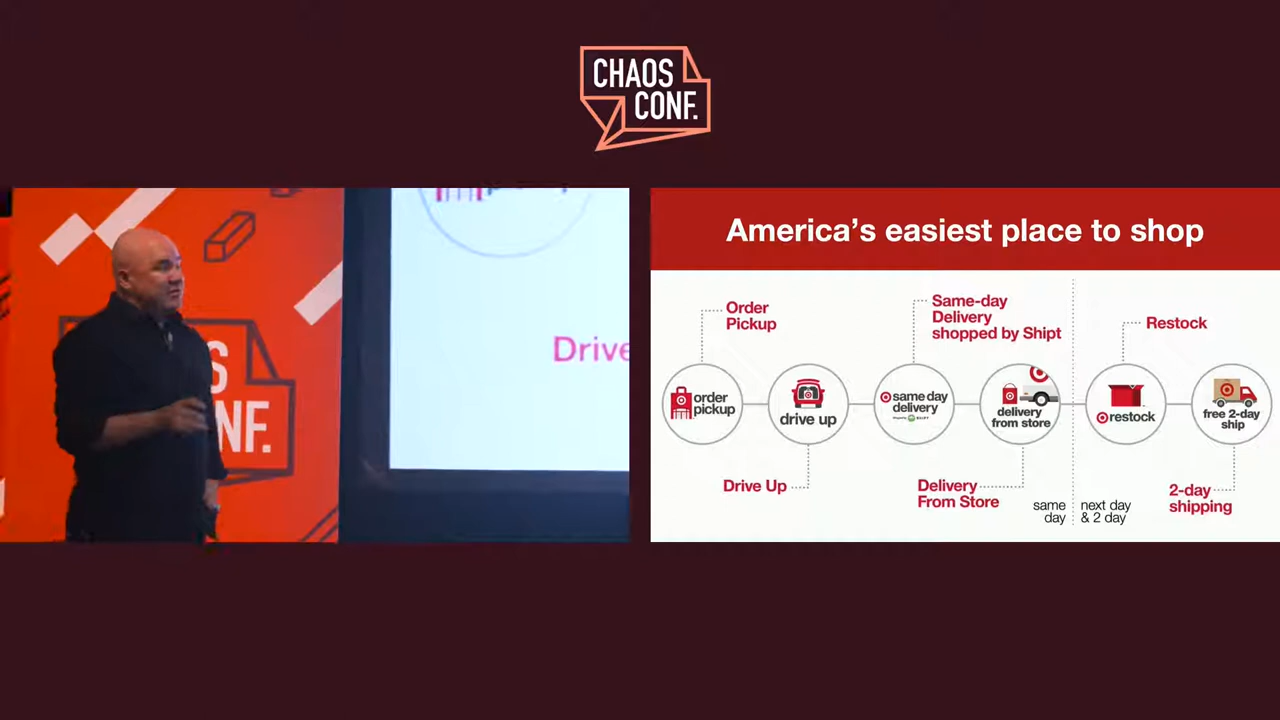 CHAOS
CONF.
S
NF.
Drive
America's easiest place to shop
Order
Pickup
Same-day
Delivery
shopped by Shipt
Restock
order
pickup
drive up
same day
delivery
delivery
from store
restock
free 2-day
ship
Drive Up
Delivery
From Store
same
day
next day
& 2 day
2-day
shipping